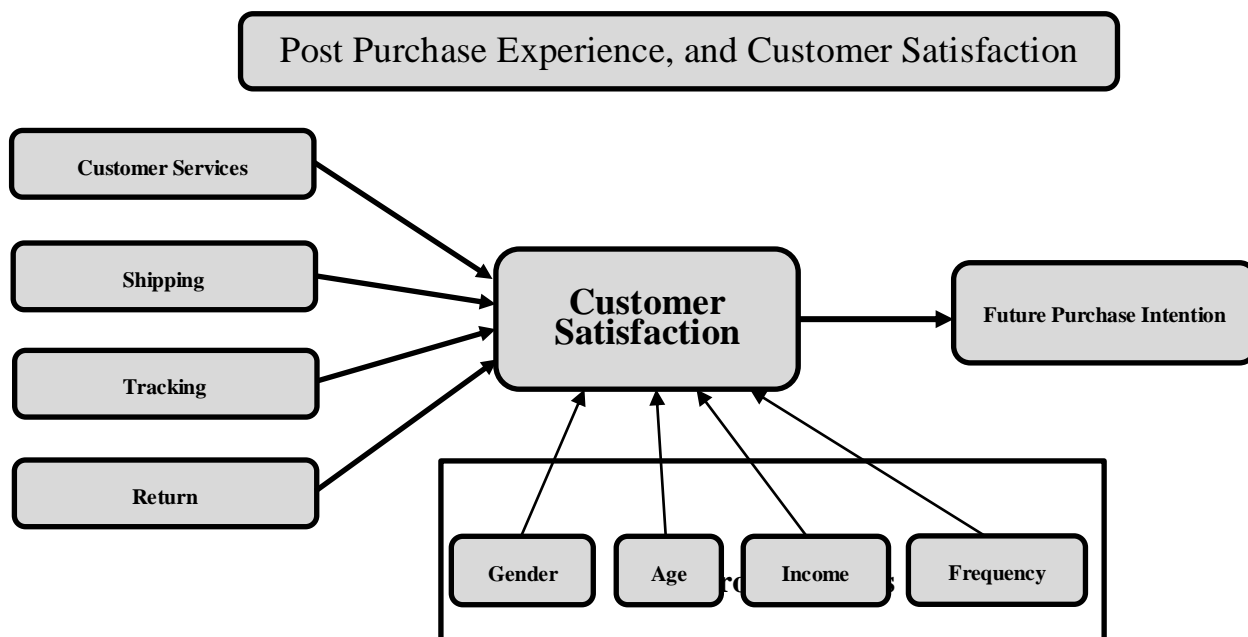 Post Purchase Experience, and Customer Satisfaction
Customer Services
Shipping
Customer
Satisfaction
Future Purchase Intention
Tracking
Return
Gender
Age
Income
Frequency